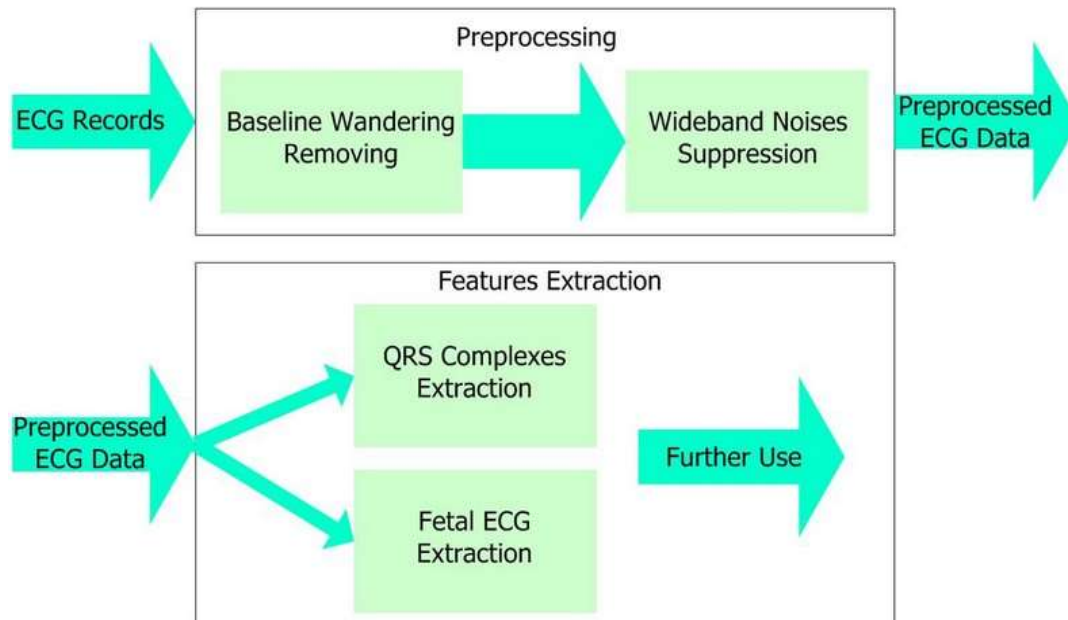 Preprocessing
ECG Records
Baseline Wandering
Removing
Wideband Noises
Suppression
Preprocessed
ECG Data
Features Extraction
Preprocessed
ECG Data
QRS Complexes
Extraction
Fetal ECG
Extraction
Further Use